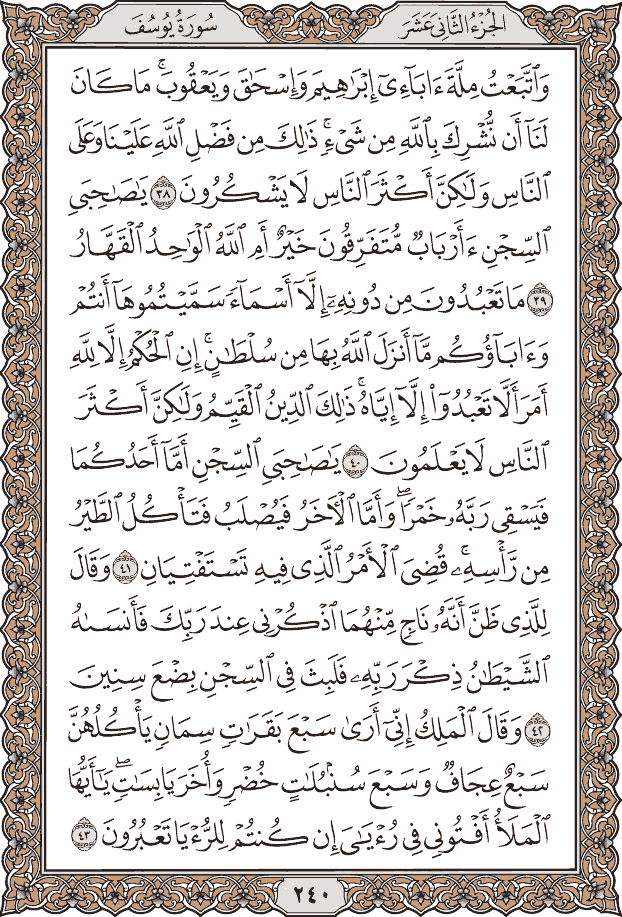 الجُزْءُ الثَّانِي عَشَرَ
سُورَةُ يُوسُفَ
وَٱتَّبَعْتُ مِلَّةَ ءَابَآءِىٓ إِبْرَٰهِيمَ وَإِسْحَٰقَ وَيَعْقُوبَۚ مَا كَانَ
لَنَآ أَن نُّشْرِكَ بِٱللَّهِ مِن شَىْءٍۚ ذَٰلِكَ مِن فَضْلِ ٱللَّهِ عَلَيْنَا وَعَلَى
ٱلنَّاسِ وَلَٰكِنَّ أَكْثَرَ ٱلنَّاسِ لَا يَشْكُرُونَ ٣٨ يَٰصَىٰحِبَىِ
ٱلسِّجْنِ ءَأَرْبَابٌ مُّتَفَرِّقُونَ خَيْرٌ أَمِ ٱللَّهُ ٱلْوَٰحِدُ ٱلْقَهَّارُ
٣٩ مَا تَعْبُدُونَ مِن دُونِهِۦٓ إِلَّآ أَسْمَآءً سَمَّيْتُمُوهَآ أَنتُمْ
وَءَابَآؤُكُم مَّآ أَنزَلَ ٱللَّهُ بِهَا مِن سُلْطَٰنٍۚ إِنِ ٱلْحُكْمُ إِلَّا لِلَّهِ
أَمَرَ أَلَّا تَعْبُدُوٓا۟ إِلَّآ إِيَّاهُۚ ذَٰلِكَ ٱلدِّينُ ٱلْقَيِّمُ وَلَٰكِنَّ أَكْثَرَ
ٱلنَّاسِ لَا يَعْلَمُونَ ٤٠ يَٰصَىٰحِبَىِ ٱلسِّجْنِ أَمَّآ أَحَدُكُمَا
فَيَسْقِى رَبَّهُۥ خَمْرًاۖ وَأَمَّا ٱلْءَاخَرُ فَيُصْلَبُ فَتَأْكُلُ ٱلطَّيْرُ
مِن رَّأْسِهِۦۚ قُضِىَ ٱلْأَمْرُ ٱلَّذِى فِيهِ تَسْتَفْتِيَانِ ٤١ وَقَالَ
لِلَّذِى ظَنَّ أَنَّهُۥ نَاجٍ مِّنْهُمَا ٱذْكُرْنِى عِندَ رَبِّكَ فَأَنسَىٰهُ
ٱلشَّيْطَٰنُ ذِكْرَ رَبِّهِۦ فَلَبِثَ فِى ٱلسِّجْنِ بِضْعَ سِنِينَ
٤٢ وَقَالَ ٱلْمَلِكُ إِنِّىٓ أَرَىٰ سَبْعَ بَقَرَٰتٍ سِمَانٍ يَأْكُلُهُنَّ
سَبْعٌ عِجَافٌ وَسَبْعَ سُنۢبُلَٰتٍ خُضْرٍ وَأُخَرَ يَابِسَٰتٍۖ يَٰٓأَيُّهَا
ٱلْمَلَأُ أَفْتُونِى فِى رُءْيَٰىَ إِن كُنتُمْ لِلرُّءْيَا تَعْبُرُونَ ٤٣
٢٤٠